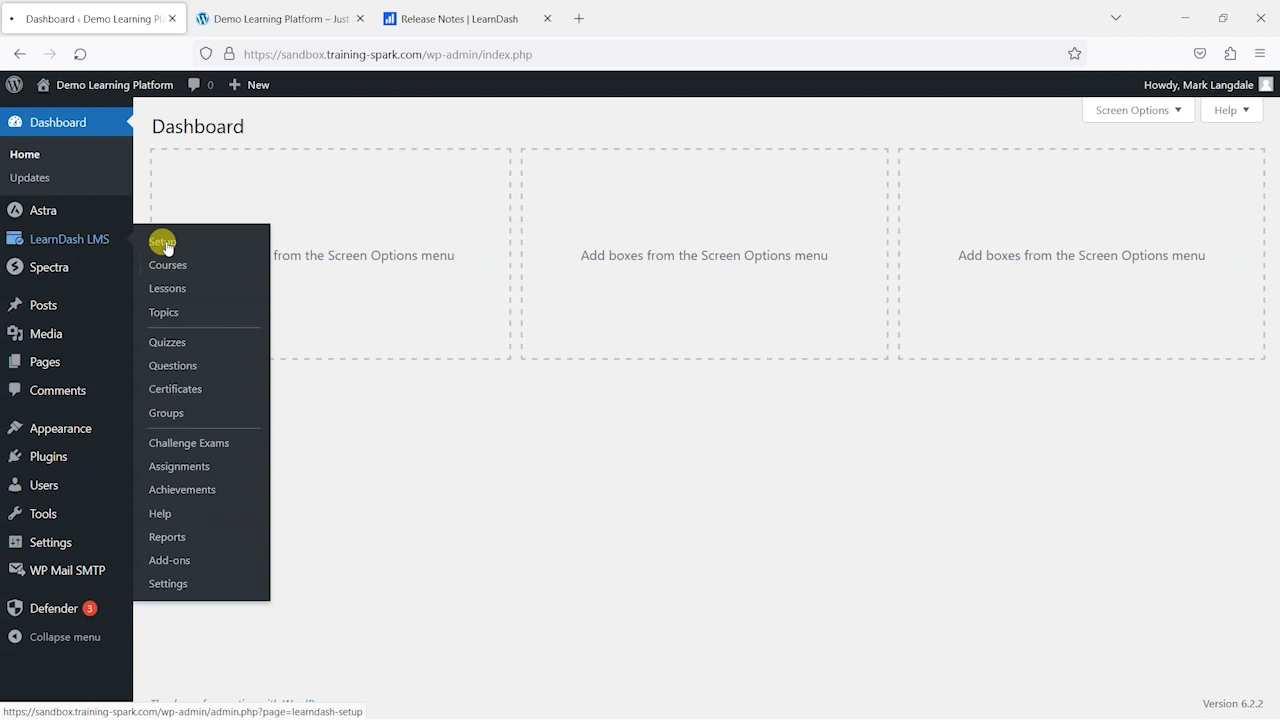 Dashboard ‹ Demo Learning Pl
Demo Learning Platform – Just
Release Notes | LearnDash
https://sandbox.training-spark.com/wp-admin/index.php
Demo Learning Platform
0
New
Howdy, Mark Langdale
Screen Options
Help
Dashboard
Home
Updates
Astra
LearnDash LMS
Spectra
Posts
Media
Pages
Comments
Appearance
Plugins
Users
Tools
Settings
WP Mail SMTP
Defender 3
Collapse menu
Dashboard
Setup
Courses
Lessons
Topics
Quizzes
Questions
Certificates
Groups
Challenge Exams
Assignments
Achievements
Help
Reports
Add-ons
Settings
from the Screen Options menu
Add boxes from the Screen Options menu
Add boxes from the Screen Options menu
Version 6.2.2
https://sandbox.training-spark.com/wp-admin/admin.php?page=learndash-setup